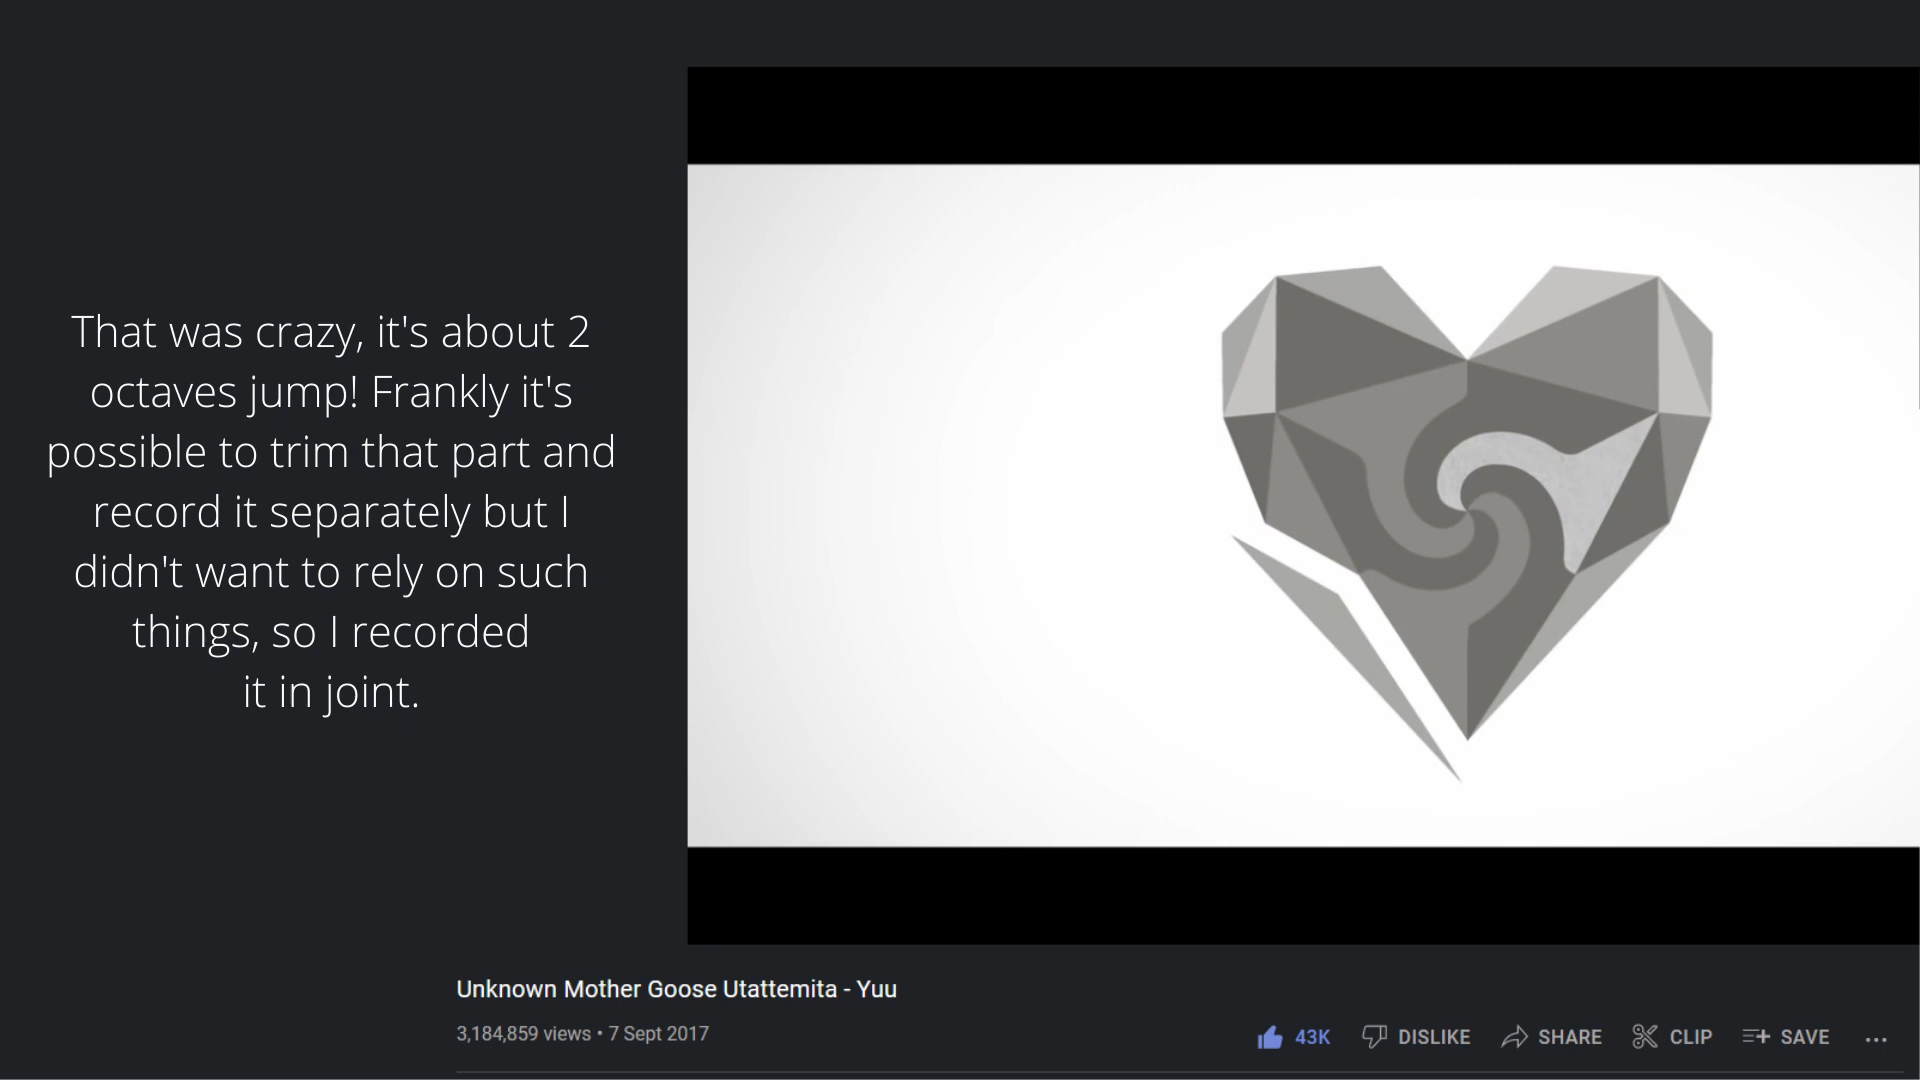 That was crazy, it's about 2
octaves jump! Frankly it's
possible to trim that part and
record it separately but I
didn't want to rely on such
things, so I recorded
it in joint.
Unknown Mother Goose Utattemita - Yuu
3,184,859 views • 7 Sept 2017
43K DISLIKE SHARE CLIP SAVE ...